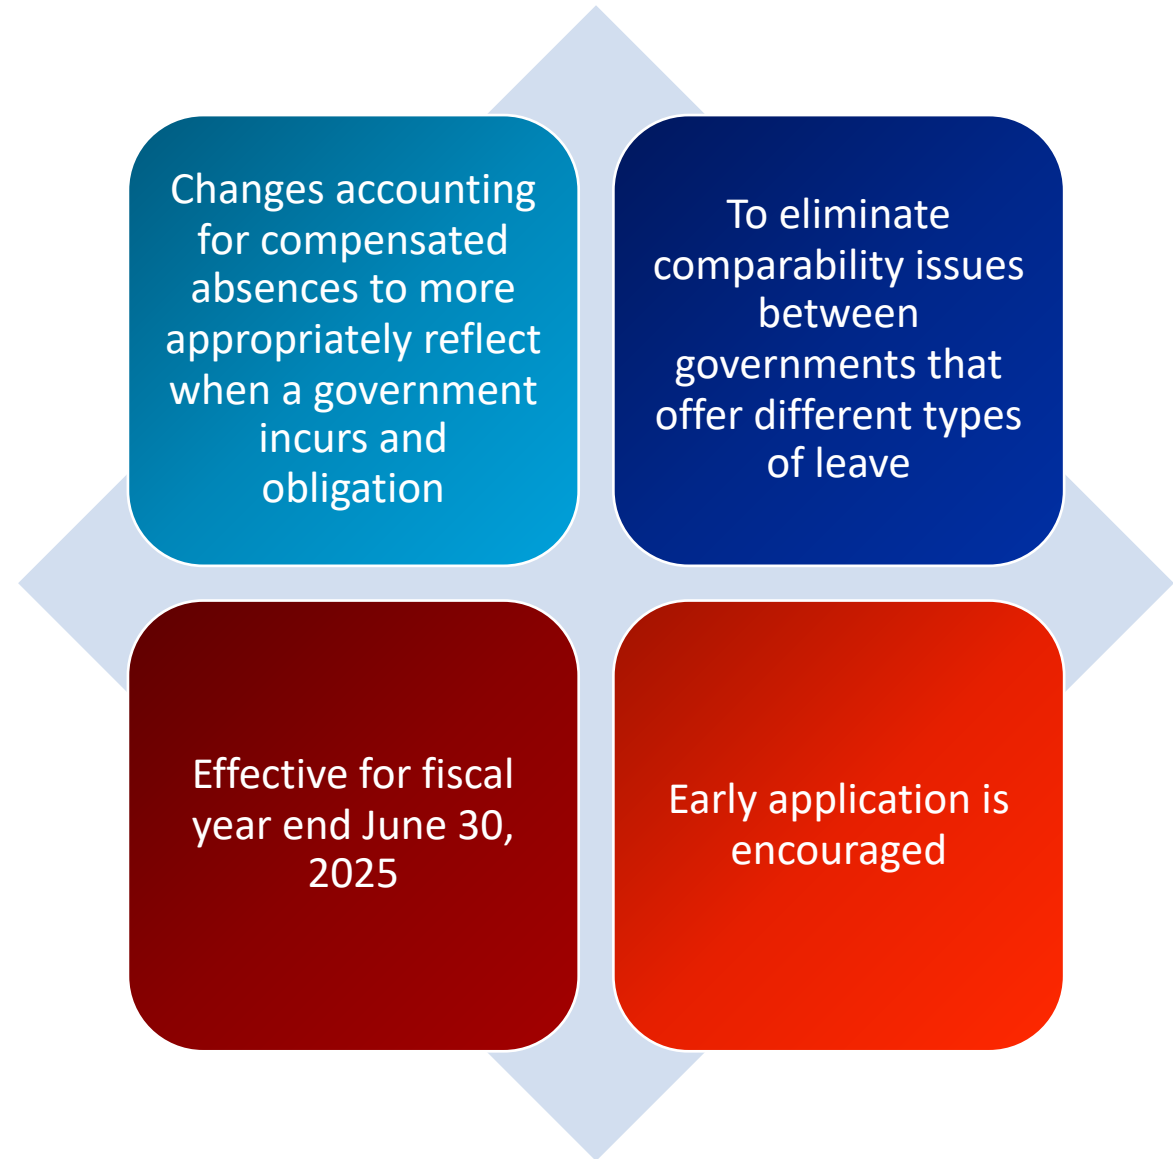 Changes accounting
for compensated
absences to more
appropriately reflect
when a government
incurs and
obligation
To eliminate
comparability issues
between
governments that
offer different types
of leave
Effective for fiscal
year end June 30,
2025
Early application is
encouraged